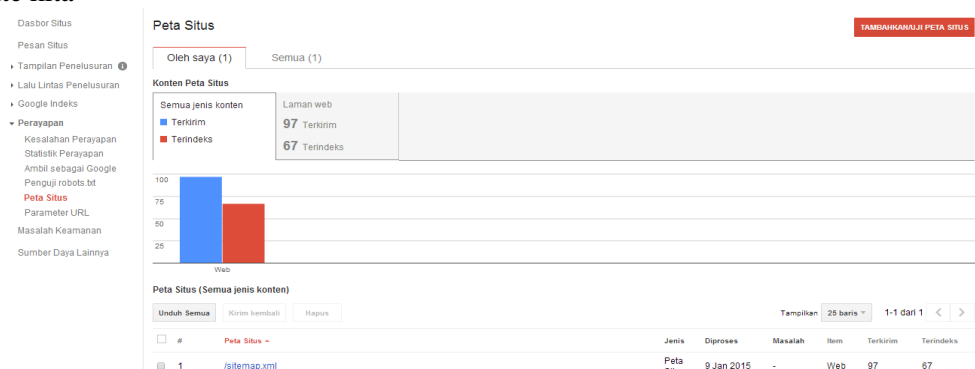 Dasbor Situs
Pesan Situs
Tampilan Penelusuran
Lalu Lintas Penelusuran
Google Indeks
Perayapan
Kesalahan Perayapan
Statistik Perayapan
Ambil sebagai Google
Penguji robots.txt
Peta Situs
Parameter URL
Masalah Keamanan
Sumber Daya Lainnya
Peta Situs
TAMBAHKAN/UJI PETA SITUS
Oleh saya (1) Semua (1)
Konten Peta Situs
Semua jenis konten
Terkirim
Terindeks
Laman web
97 Terkirim
67 Terindeks
100
75
50
25
Web
Peta Situs (Semua jenis konten)
Unduh Semua Kirim kembali Hapus Tampilkan 25 baris 1-1 dari 1
# Peta Situs Jenis Diproses Masalah Item Terkirim Terindeks
1 /sitemap.xml Peta 9 Jan 2015 - Web 97 67